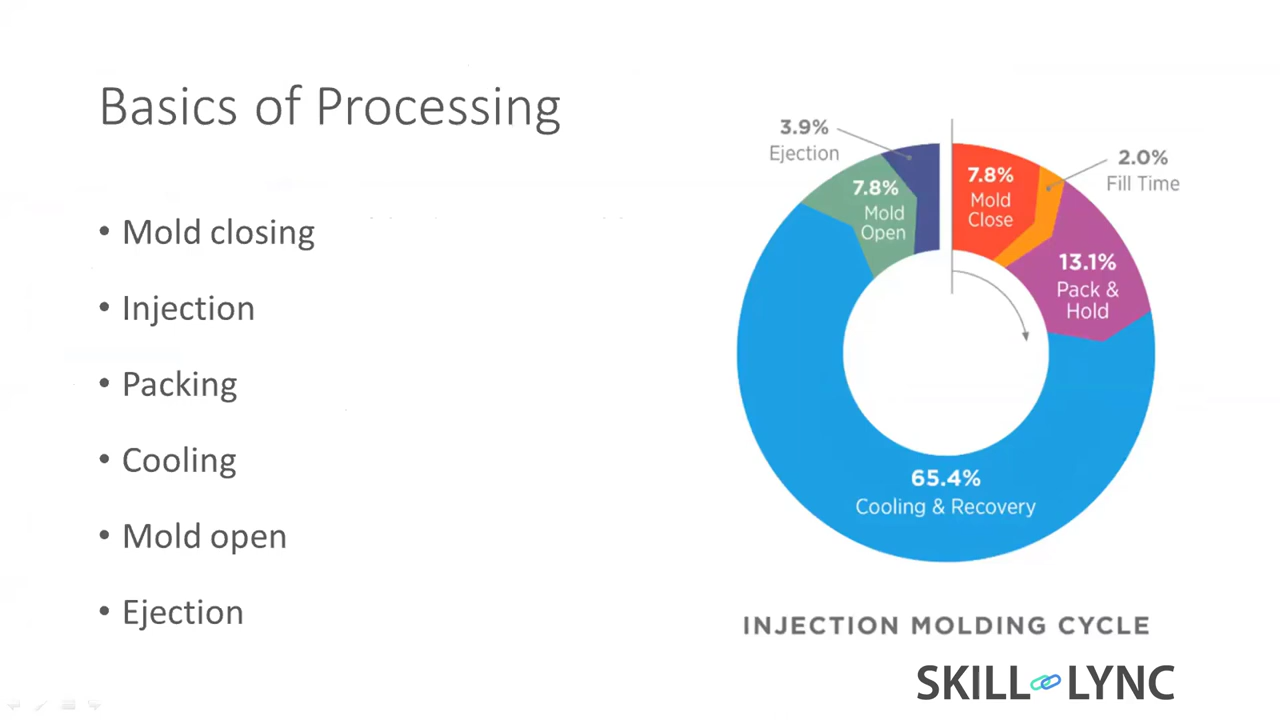 Basics of Processing
• Mold closing
• Injection
• Packing
• Cooling
• Mold open
• Ejection
3.9%
Ejection
7.8%
Mold
Open
7.8%
Mold
Close
2.0%
Fill Time
13.1%
Pack &
Hold
65.4%
Cooling & Recovery
INJECTION MOLDING CYCLE
SKILL LYNC